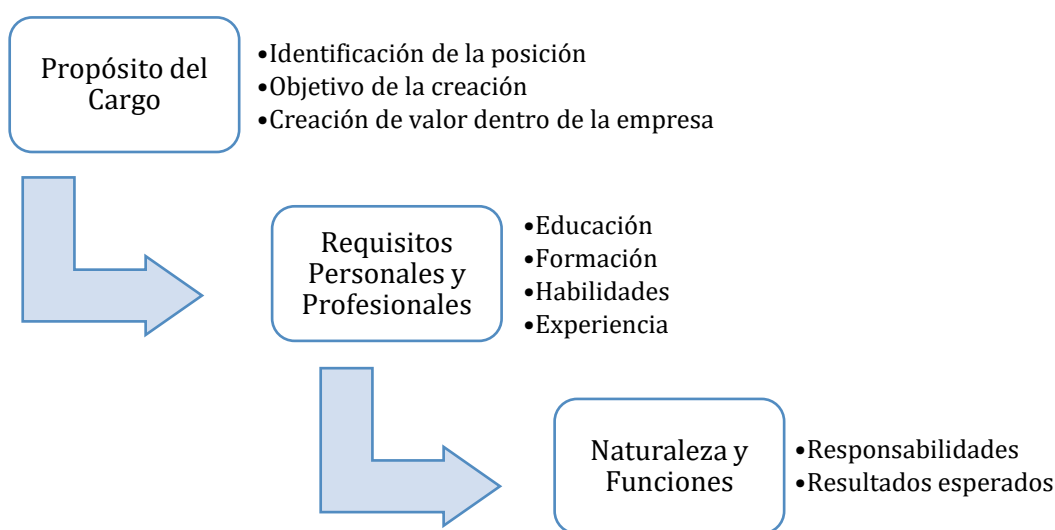 Propósito del
Cargo
•Identificación de la posición
•Objetivo de la creación
•Creación de valor dentro de la empresa
Requisitos
Personales y
Profesionales
•Educación
•Formación
•Habilidades
•Experiencia
Naturaleza y
Funciones
•Responsabilidades
•Resultados esperados